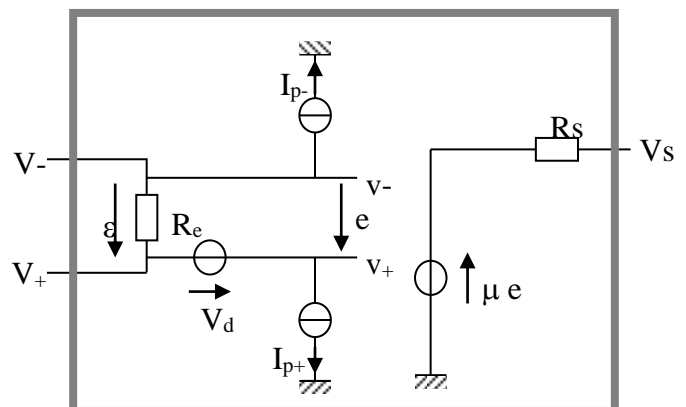 Ip-
Rs
Vs
V-
v-
ε
Re
e
V+
v+
μ e
Vd
Ip+